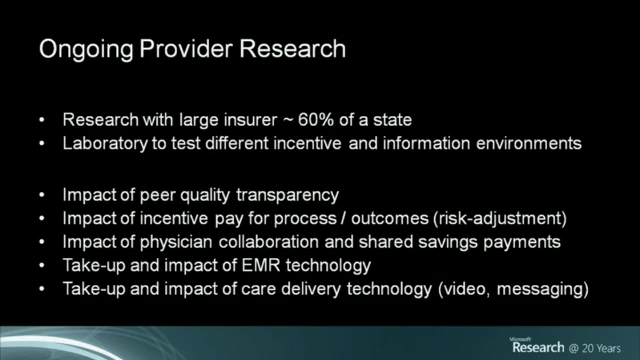 Ongoing Provider Research
• Research with large insurer ~ 60% of a state
• Laboratory to test different incentive and information environments
• Impact of peer quality transparency
• Impact of incentive pay for process / outcomes (risk-adjustment)
• Impact of physician collaboration and shared savings payments
• Take-up and impact of EMR technology
• Take-up and impact of care delivery technology (video, messaging)
Microsoft
Research @ 20 Years